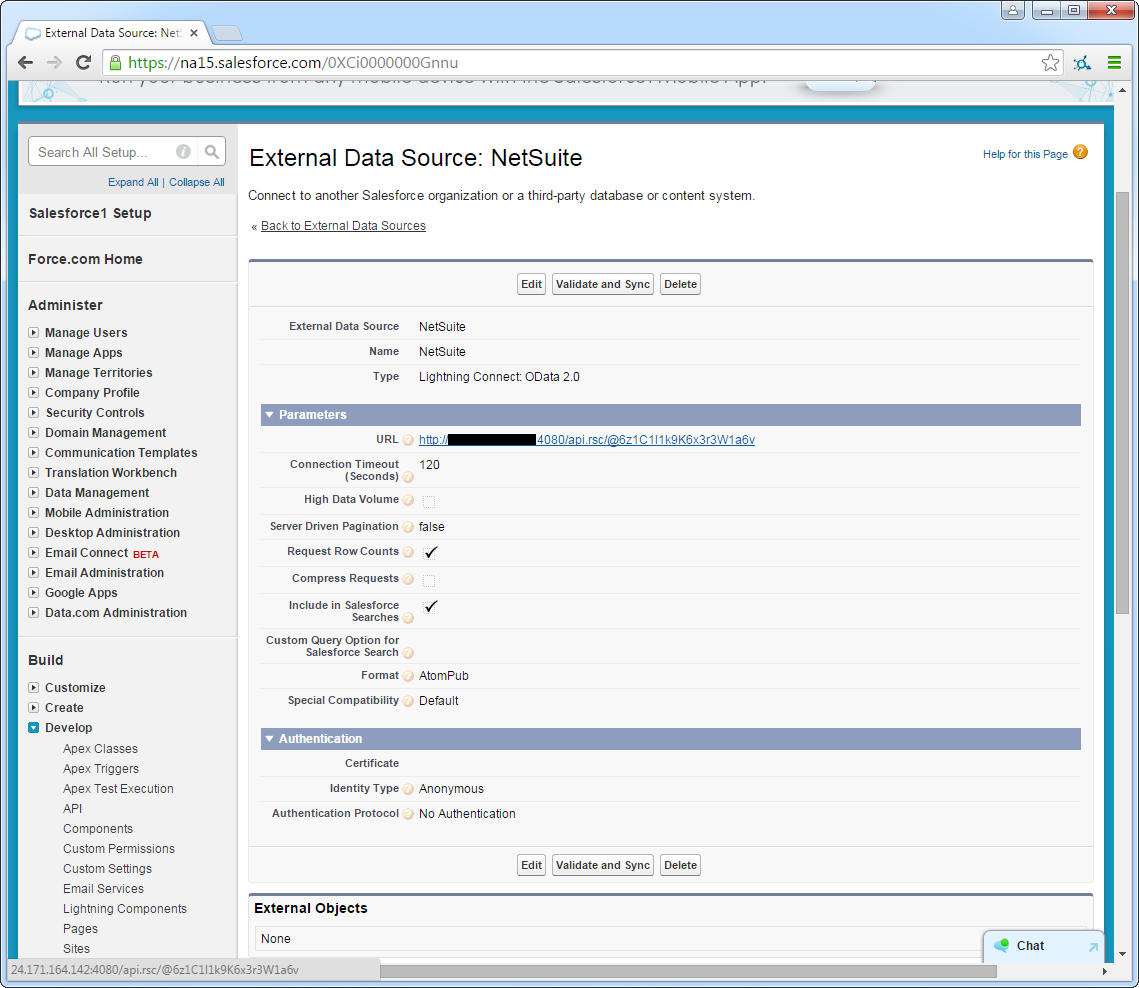 External Data Source: Net
https://na15.salesforce.com/0XCi0000000Gnnu
Search All Setup...
Expand All | Collapse All
Salesforce1 Setup
Force.com Home
Administer
Manage Users
Manage Apps
Manage Territories
Company Profile
Security Controls
Domain Management
Communication Templates
Translation Workbench
Data Management
Mobile Administration
Desktop Administration
Email Connect BETA
Email Administration
Google Apps
Data.com Administration
Build
Customize
Create
Develop
Apex Classes
Apex Triggers
Apex Test Execution
API
Components
Custom Permissions
Custom Settings
Email Services
Lightning Components
Pages
Sites
External Data Source: NetSuite
Help for this Page ?
Connect to another Salesforce organization or a third-party database or content system.
« Back to External Data Sources
Edit Validate and Sync Delete
External Data Source NetSuite
Name NetSuite
Type Lightning Connect: OData 2.0
Parameters
URL http:// 4080/api.rsc/@6z1C1I1k9K6x3r3W1a6v
Connection Timeout (Seconds) 120
High Data Volume
Server Driven Pagination false
Request Row Counts ✓
Compress Requests
Include in Salesforce Searches ✓
Custom Query Option for Salesforce Search
Format AtomPub
Special Compatibility Default
Authentication
Certificate
Identity Type Anonymous
Authentication Protocol No Authentication
Edit Validate and Sync Delete
External Objects
None
Chat
24.171.164.142:4080/api.rsc/@6z1C1I1k9K6x3r3W1a6v